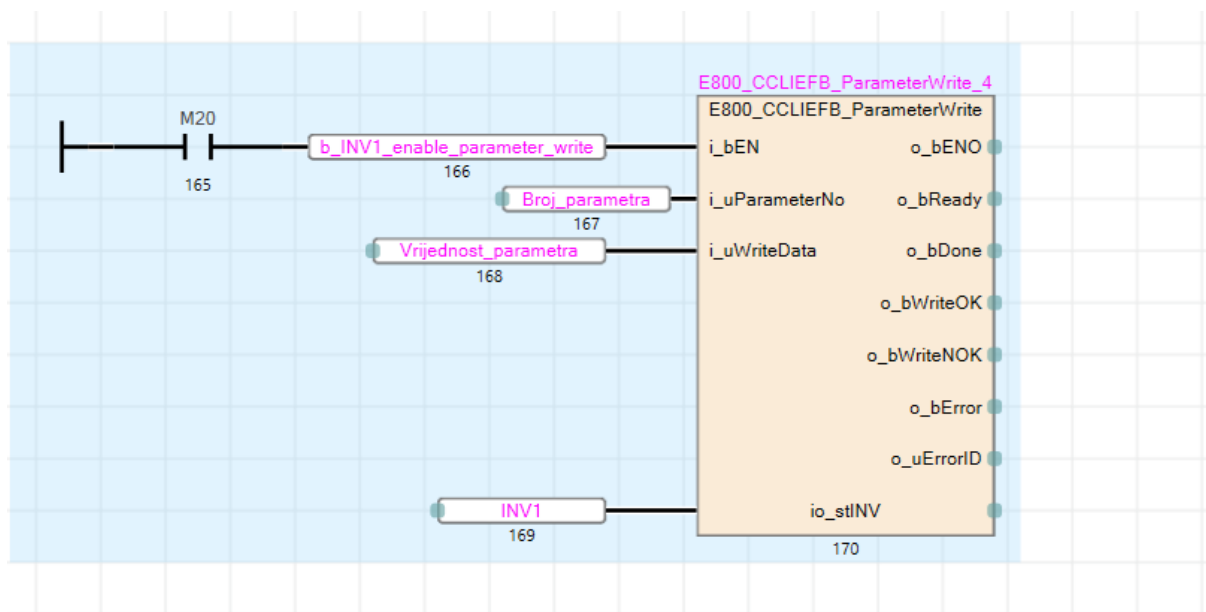 E800_CCLIEFB_ParameterWrite_4
E800_CCLIEFB_ParameterWrite
M20
165
b_INV1_enable_parameter_write
166
i_bEN
o_bENO
Broj_parametra
167
i_uParameterNo
o_bReady
Vrijednost_parametra
168
i_uWriteData
o_bDone
o_bWriteOK
o_bWriteNOK
o_bError
o_uErrorID
INV1
169
io_stINV
170